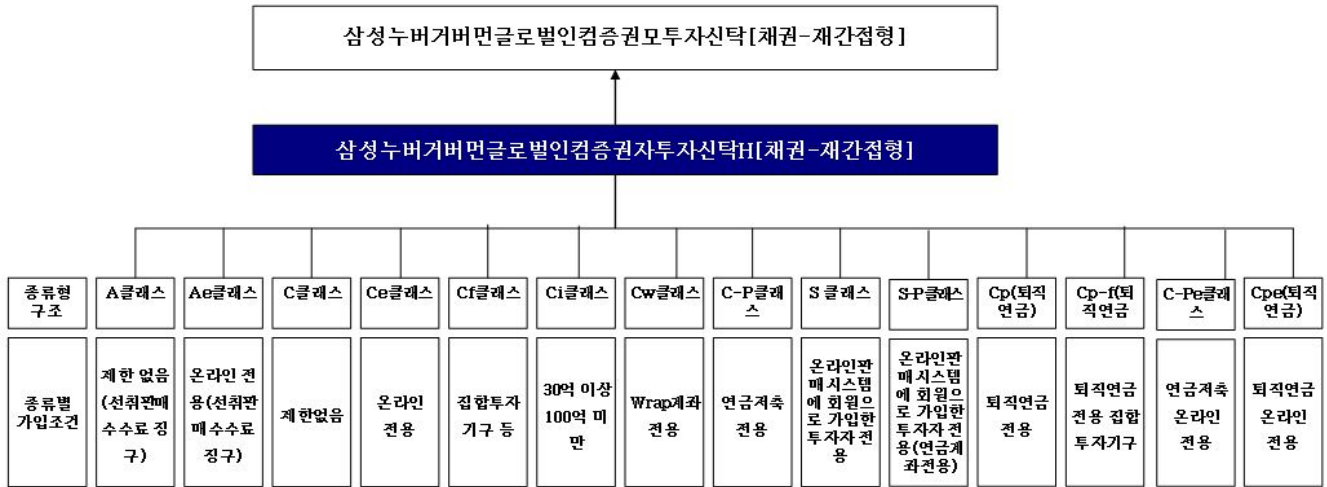 삼성누버거버먼글로벌인컴증권모투자신탁[채권-재간접형]
삼성누버거버먼글로벌인컴증권자투자신탁H[채권-재간접형]
종류형
구조
A클래스
Ae클래스
C클래스
Ce클래스
Cf클래스
Ci클래스
Cw클래스
C-P클래
스
S 클래스
S-P클래스
Cp(퇴직
연금)
Cp-f(퇴
직연금
C-Pe클래
스
Cpe(퇴직
연금)
종류별
가입조건
제한 없음
(선취판매
수수료 징
구)
온라인 전
용(선취판
매수수료
징구)
제한없음
온라인
전용
집합투자
기구 등
30억 이상
100억 미
만
Wrap계좌
전용
연금저축
전용
온라인판
매시스템
에 회원으
로 가입한
투자자 전
용
온라인판
매시스템
에 회원으
로 가입한
투자자 전
용(연금계
좌전용)
퇴직연금
전용
퇴직연금
전용 집합
투자기구
연금저축
온라인
전용
퇴직연금
온라인
전용